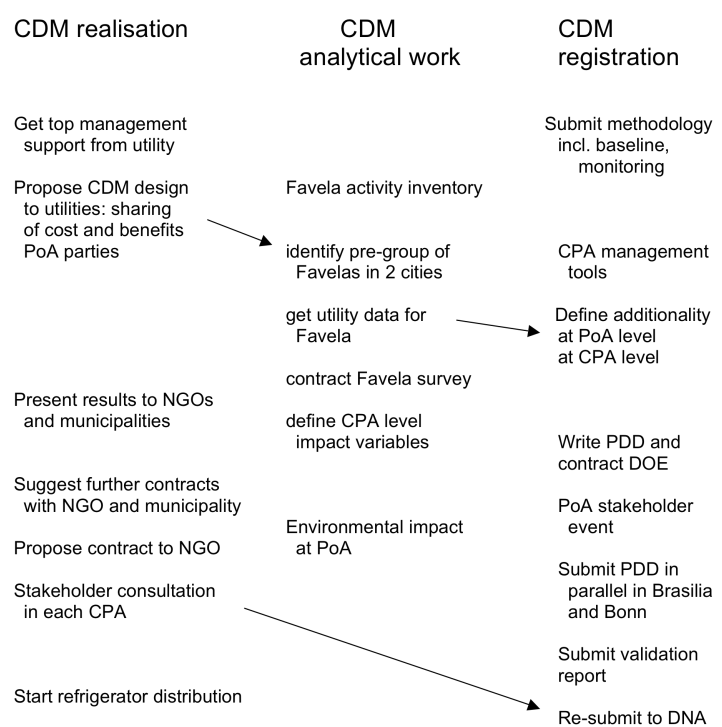 CDM realisation
Get top management
support from utility
Propose CDM design
to utilities: sharing
of cost and benefits
PoA parties
Present results to NGOs
and municipalities
Suggest further contracts
with NGO and municipality
Propose contract to NGO
Stakeholder consultation
in each CPA
Start refrigerator distribution
CDM
analytical work
Favela activity inventory
identify pre-group of
Favelas in 2 cities
get utility data for
Favela
contract Favela survey
define CPA level
impact variables
Environmental impact
at PoA
CDM
registration
Submit methodology
incl. baseline,
monitoring
CPA management
tools
Define additionality
at PoA level
at CPA level
Write PDD and
contract DOE
PoA stakeholder
event
Submit PDD in
parallel in Brasilia
and Bonn
Submit validation
report
Re-submit to DNA